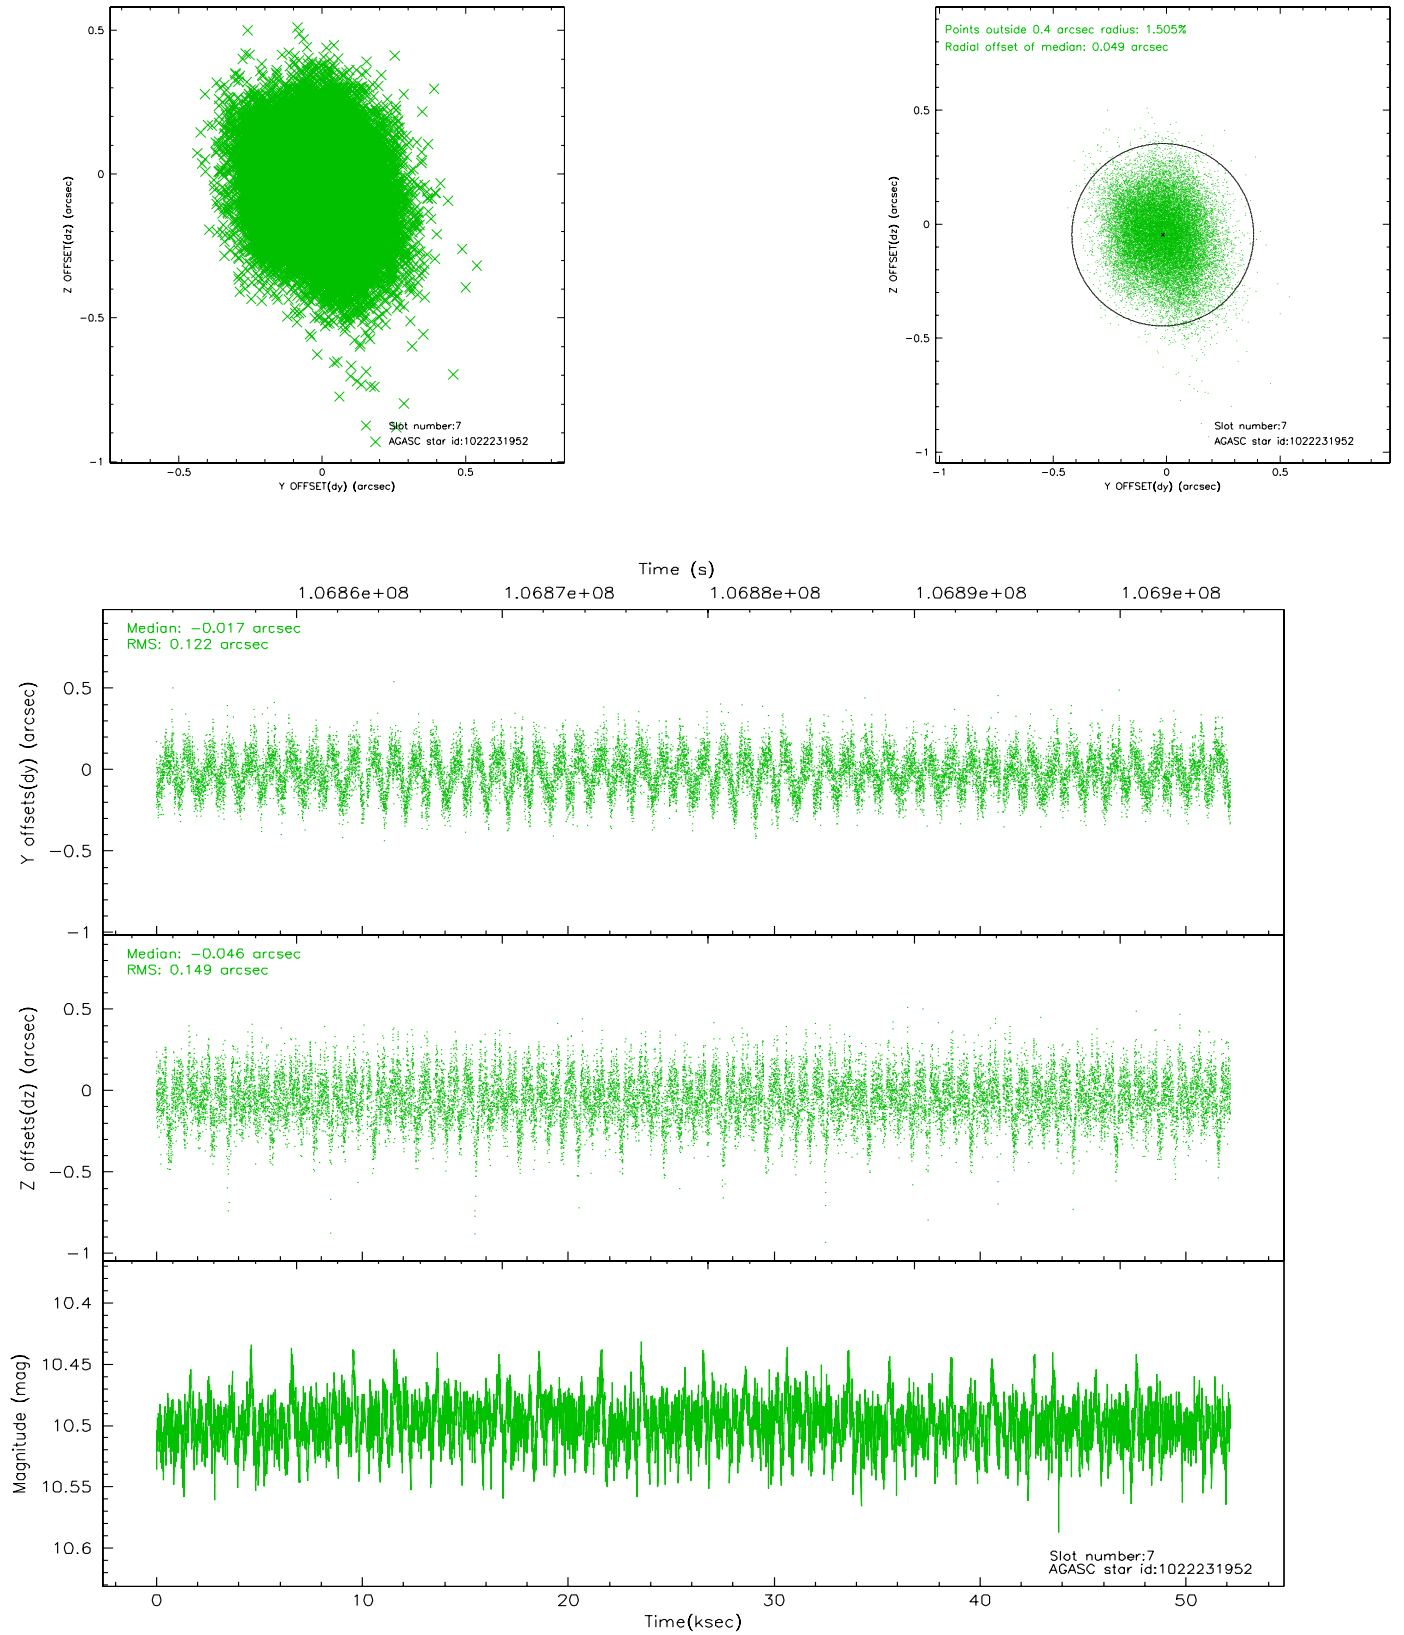 0.5
0
-0.5
-1
Z OFFSET(dz) (arcsec)
Slot number:7
AGASC star id:1022231952
-0.5 0 0.5
Y OFFSET(dy) (arcsec)
Points outside 0.4 arcsec radius: 1.505%
Radial offset of median: 0.049 arcsec
0.5
0
-0.5
-1
Z OFFSET(dz) (arcsec)
Slot number:7
AGASC star id:1022231952
-1 -0.5 0 0.5
Y OFFSET(dy) (arcsec)
Time (s)
1.0686e+08 1.0687e+08 1.0688e+08 1.0689e+08 1.069e+08
Median: -0.017 arcsec
RMS: 0.122 arcsec
0.5
0
-0.5
-1
Y offsets(dy) (arcsec)
Median: -0.046 arcsec
RMS: 0.149 arcsec
0.5
0
-0.5
-1
Z offsets(dz) (arcsec)
10.4
10.45
10.5
10.55
10.6
Magnitude (mag)
Slot number:7
AGASC star id:1022231952
0 10 20 30 40 50
Time(ksec)